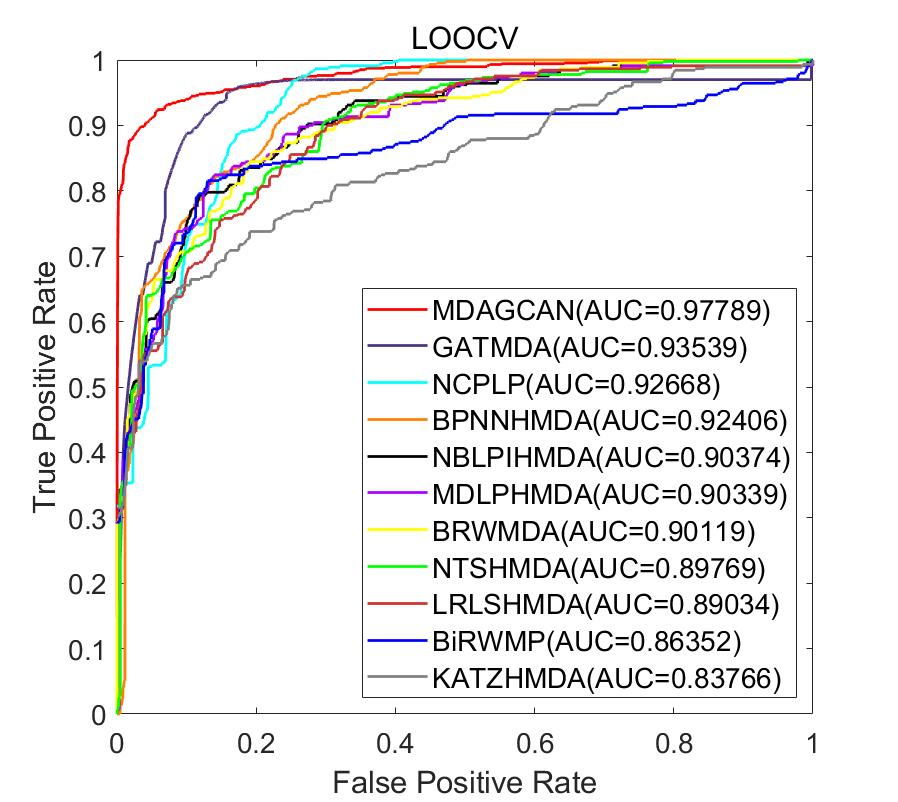 LOOCV
True Positive Rate
1
0.9
0.8
0.7
0.6
0.5
0.4
0.3
0.2
0.1
0
MDAGCAN(AUC=0.97789)
GATMDA(AUC=0.93539)
NCPLP(AUC=0.92668)
BPNNHMDA(AUC=0.92406)
NBLPIHMDA(AUC=0.90374)
MDLPHMDA(AUC=0.90339)
BRWMDA(AUC=0.90119)
NTSHMDA(AUC=0.89769)
LRLSHMDA(AUC=0.89034)
BiRWMP(AUC=0.86352)
KATZHMDA(AUC=0.83766)
0 0.2 0.4 0.6 0.8 1
False Positive Rate